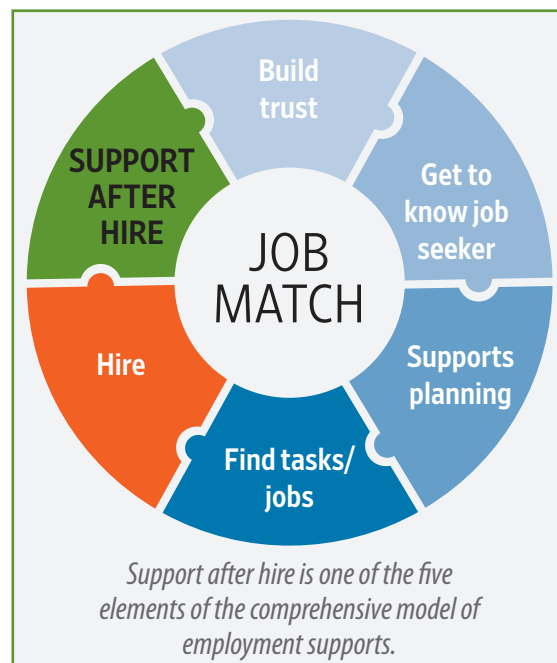 Build
trust
Get to
know job
seeker
Supports
planning
Find tasks/
jobs
Hire
SUPPORT
AFTER
HIRE
JOB
MATCH
Support after hire is one of the five
elements of the comprehensive model of
employment supports.